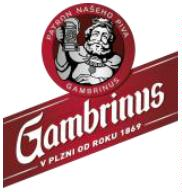 PATRON NAŠEHO PIVA
GAMBRINUS
Gambrinus
V PLZNI OD ROKU 1869